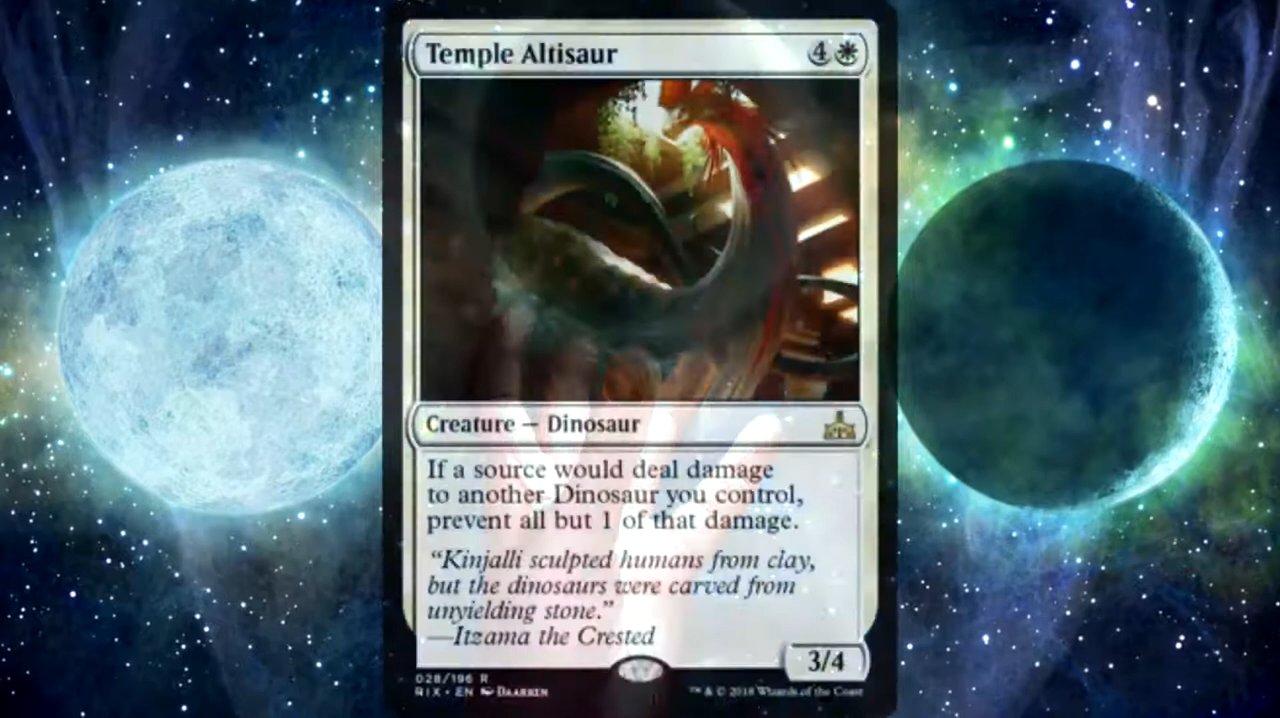 Temple Altisaur 4
Creature — Dinosaur
If a source would deal damage
to another Dinosaur you control,
prevent all but 1 of that damage.
“Kinjalli sculpted humans from clay,
but the dinosaurs were carved from
unyielding stone.”
—Itzama the Crested
3/4
028/196 R
RIX • EN Daarken
™ & © 2018 Wizards of the Coast